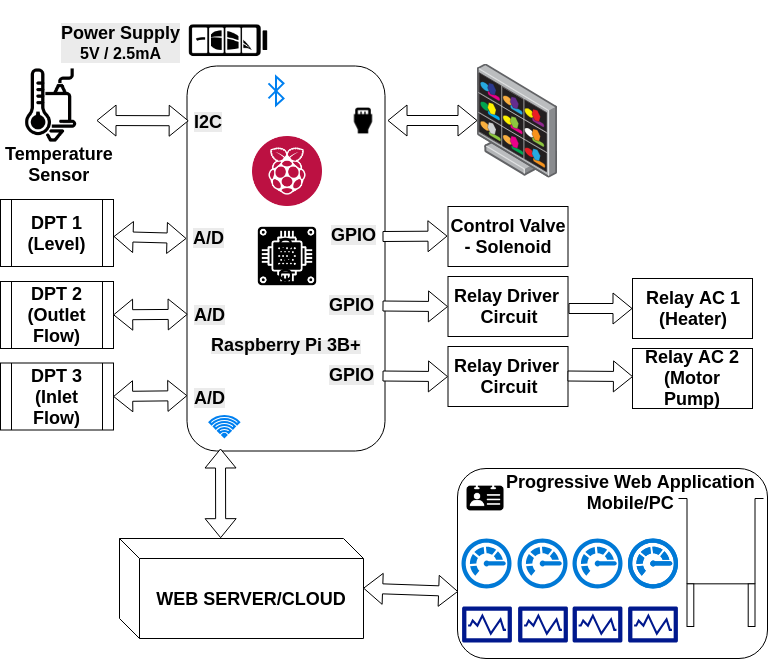 Power Supply
5V / 2.5mA
I2C
Temperature
Sensor
DPT 1
(Level)
A/D
GPIO
Control Valve
- Solenoid
DPT 2
(Outlet
Flow)
A/D
GPIO
Relay Driver
Circuit
Relay AC 1
(Heater)
Raspberry Pi 3B+
DPT 3
(Inlet
Flow)
A/D
GPIO
Relay Driver
Circuit
Relay AC 2
(Motor
Pump)
Progressive Web Application
Mobile/PC
WEB SERVER/CLOUD